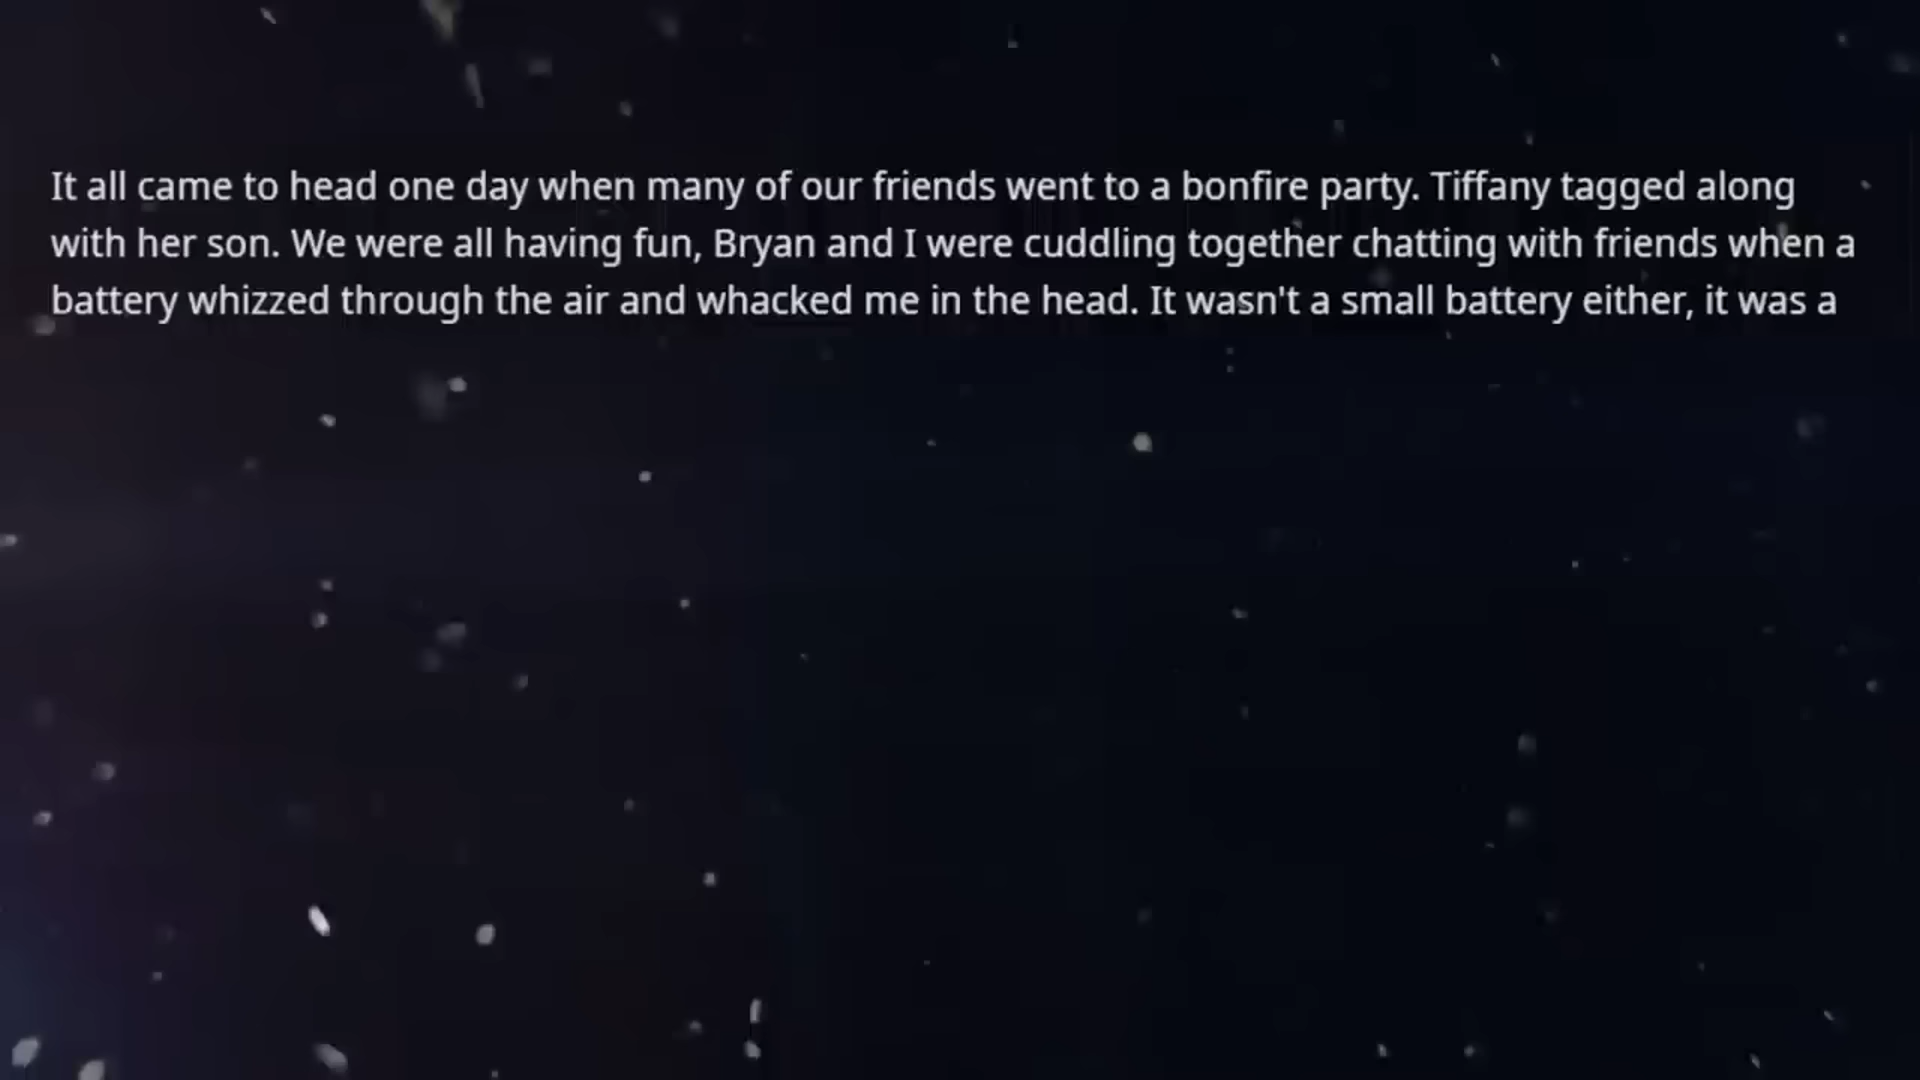 It all came to head one day when many of our friends went to a bonfire party. Tiffany tagged along
with her son. We were all having fun, Bryan and I were cuddling together chatting with friends when a
battery whizzed through the air and whacked me in the head. It wasn't a small battery either, it was a